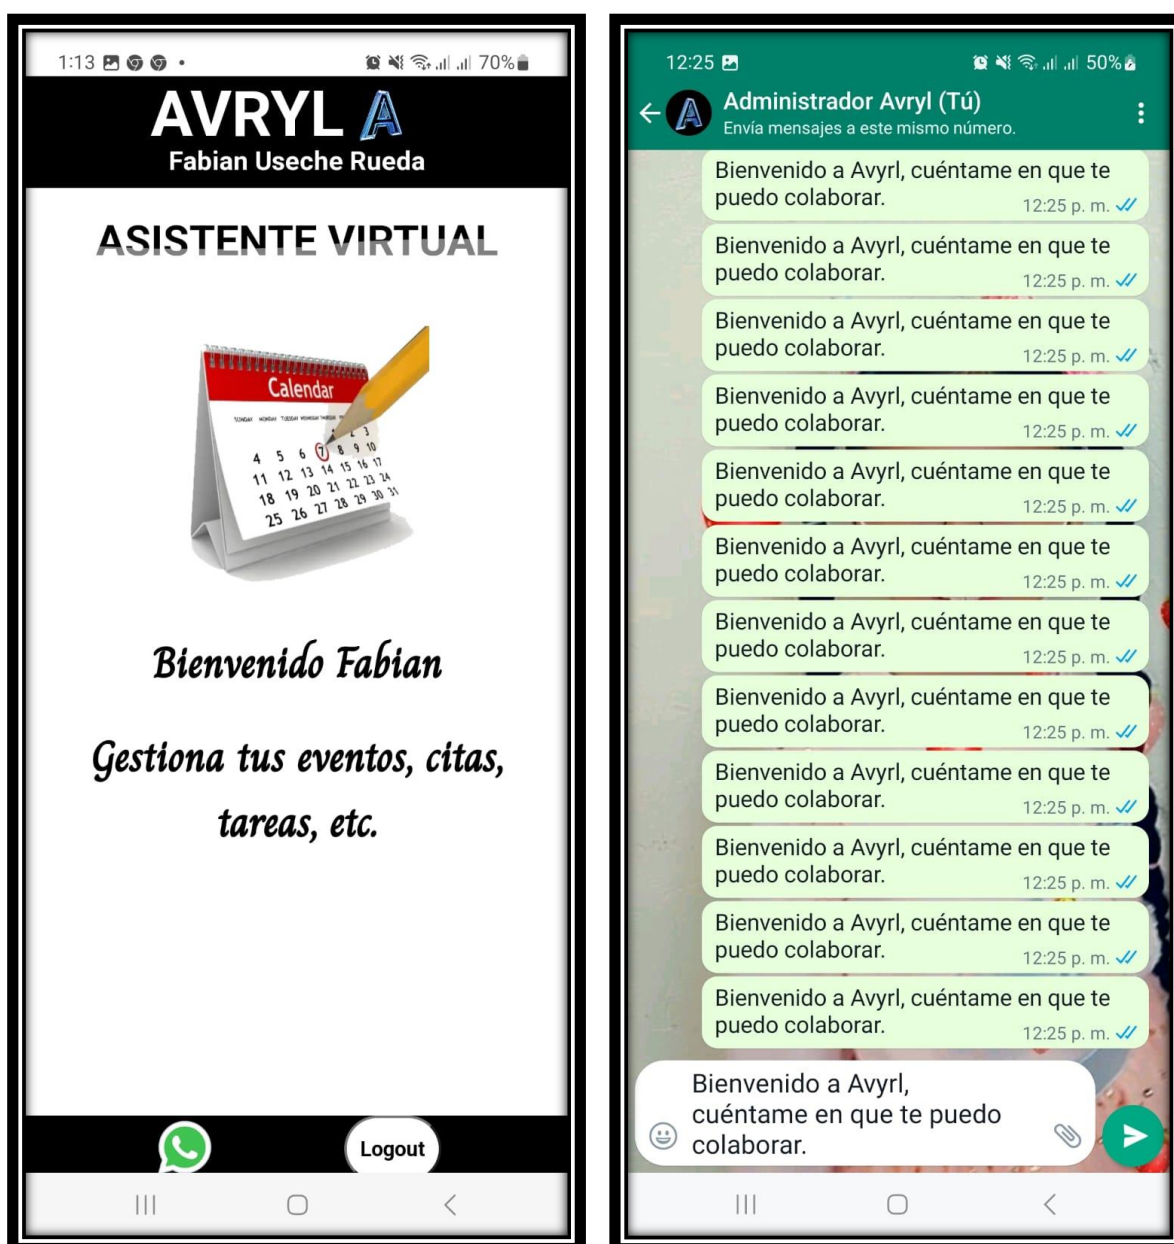 1:13
70%
AVRYL A
Fabian Useche Rueda
ASISTENTE VIRTUAL
Calendar
1 2 3
4 5 6 7 8 9 10
11 12 13 14 15 16 17
18 19 20 21 22 23 24
25 26 27 28 29 30 31
Bienvenido Fabian
Gestiona tus eventos, citas,
tareas, etc.
Logout
12:25
50%
A
Administrador Avryl (Tú)
Envía mensajes a este mismo número.
Bienvenido a Avyrl, cuéntame en que te
puedo colaborar.
12:25 p. m.
Bienvenido a Avyrl, cuéntame en que te
puedo colaborar.
12:25 p. m.
Bienvenido a Avyrl, cuéntame en que te
puedo colaborar.
12:25 p. m.
Bienvenido a Avyrl, cuéntame en que te
puedo colaborar.
12:25 p. m.
Bienvenido a Avyrl, cuéntame en que te
puedo colaborar.
12:25 p. m.
Bienvenido a Avyrl, cuéntame en que te
puedo colaborar.
12:25 p. m.
Bienvenido a Avyrl, cuéntame en que te
puedo colaborar.
12:25 p. m.
Bienvenido a Avyrl, cuéntame en que te
puedo colaborar.
12:25 p. m.
Bienvenido a Avyrl, cuéntame en que te
puedo colaborar.
12:25 p. m.
Bienvenido a Avyrl, cuéntame en que te
puedo colaborar.
12:25 p. m.
Bienvenido a Avyrl, cuéntame en que te
puedo colaborar.
12:25 p. m.
Bienvenido a Avyrl, cuéntame en que te
puedo colaborar.
12:25 p. m.
Bienvenido a Avyrl,
cuéntame en que te puedo
colaborar.